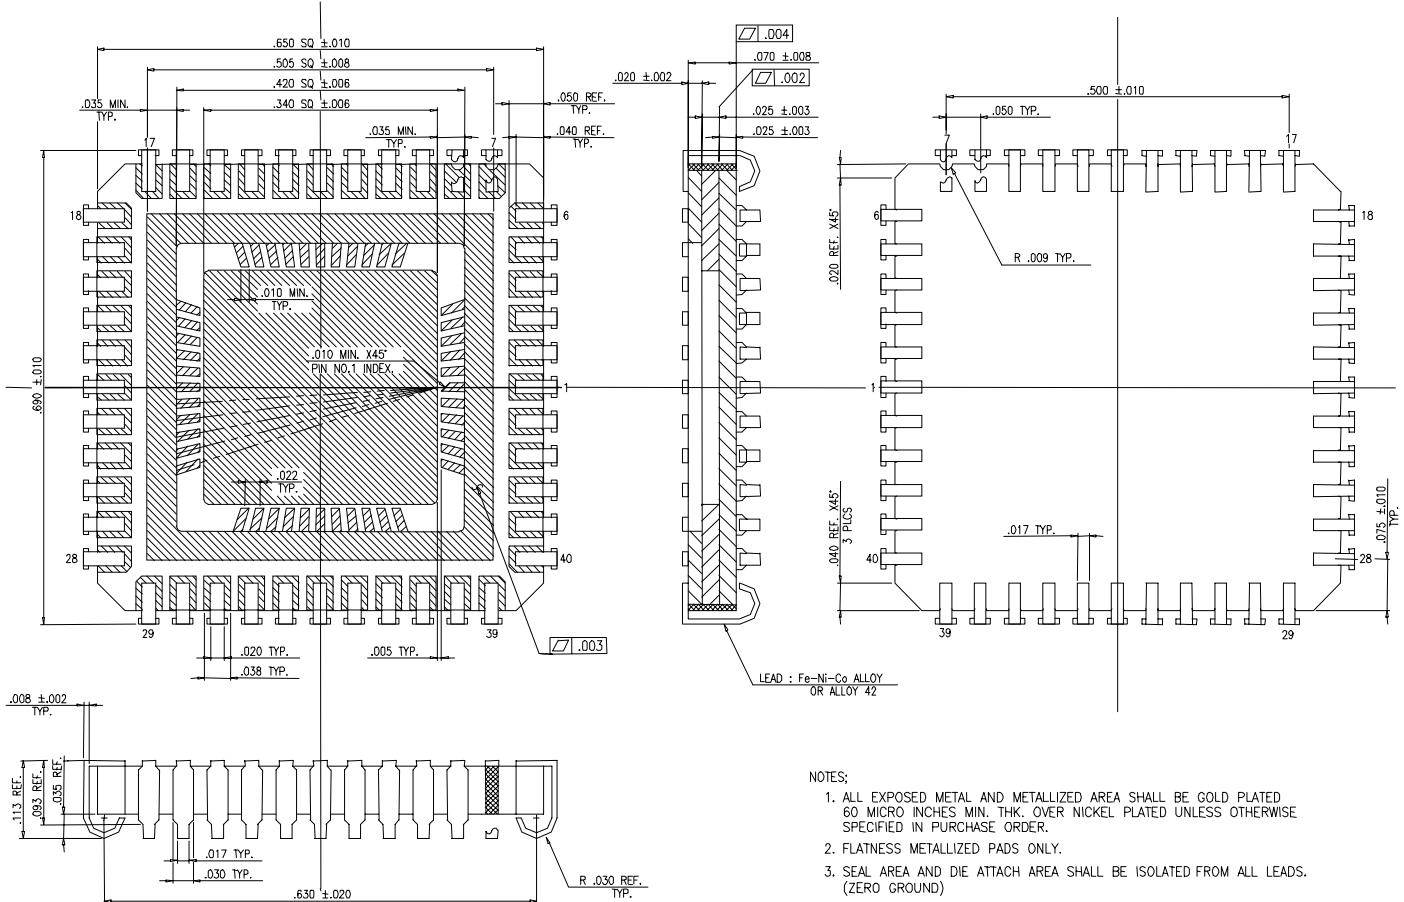 .650 SQ ±.010
.505 SQ ±.008
.420 SQ ±.006
.340 SQ ±.006
.035 MIN.
TYP.
.035 MIN.
TYP.
.050 REF.
TYP.
.040 REF.
TYP.
17
7
18
6
.690 ±.010
.010 MIN.
TYP.
.010 MIN. X45°
PIN NO.1 INDEX.
1
.022
TYP.
28
40
29
39
.020 TYP.
.038 TYP.
.005 TYP.
.003
.004
.070 ±.008
.020 ±.002
.002
.025 ±.003
.025 ±.003
LEAD : Fe-Ni-Co ALLOY
OR ALLOY 42
.500 ±.010
.050 TYP.
7
17
6
18
.020 REF. X45°
R .009 TYP.
1
.040 REF. X45°
3 PLCS
.017 TYP.
.075 ±.010
TYP.
40
28
39
29
.008 ±.002
TYP.
.113 REF.
.093 REF.
.035 REF.
.017 TYP.
.030 TYP.
.630 ±.020
R .030 REF.
TYP.
NOTES;
1. ALL EXPOSED METAL AND METALLIZED AREA SHALL BE GOLD PLATED
60 MICRO INCHES MIN. THK. OVER NICKEL PLATED UNLESS OTHERWISE
SPECIFIED IN PURCHASE ORDER.
2. FLATNESS METALLIZED PADS ONLY.
3. SEAL AREA AND DIE ATTACH AREA SHALL BE ISOLATED FROM ALL LEADS.
(ZERO GROUND)